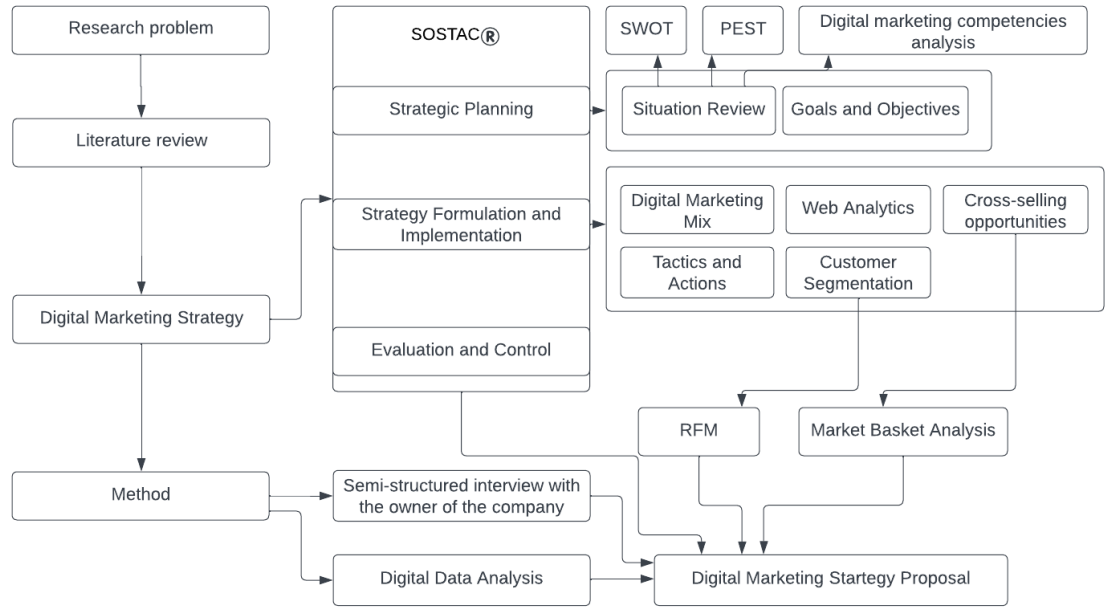 Research problem
SOSTAC®
SWOT
PEST
Digital marketing competencies
analysis
Strategic Planning
Situation Review
Goals and Objectives
Literature review
Strategy Formulation and
Implementation
Digital Marketing
Mix
Web Analytics
Cross-selling
opportunities
Tactics and
Actions
Customer
Segmentation
Digital Marketing Strategy
Evaluation and Control
RFM
Market Basket Analysis
Method
Semi-structured interview with
the owner of the company
Digital Data Analysis
Digital Marketing Startegy Proposal